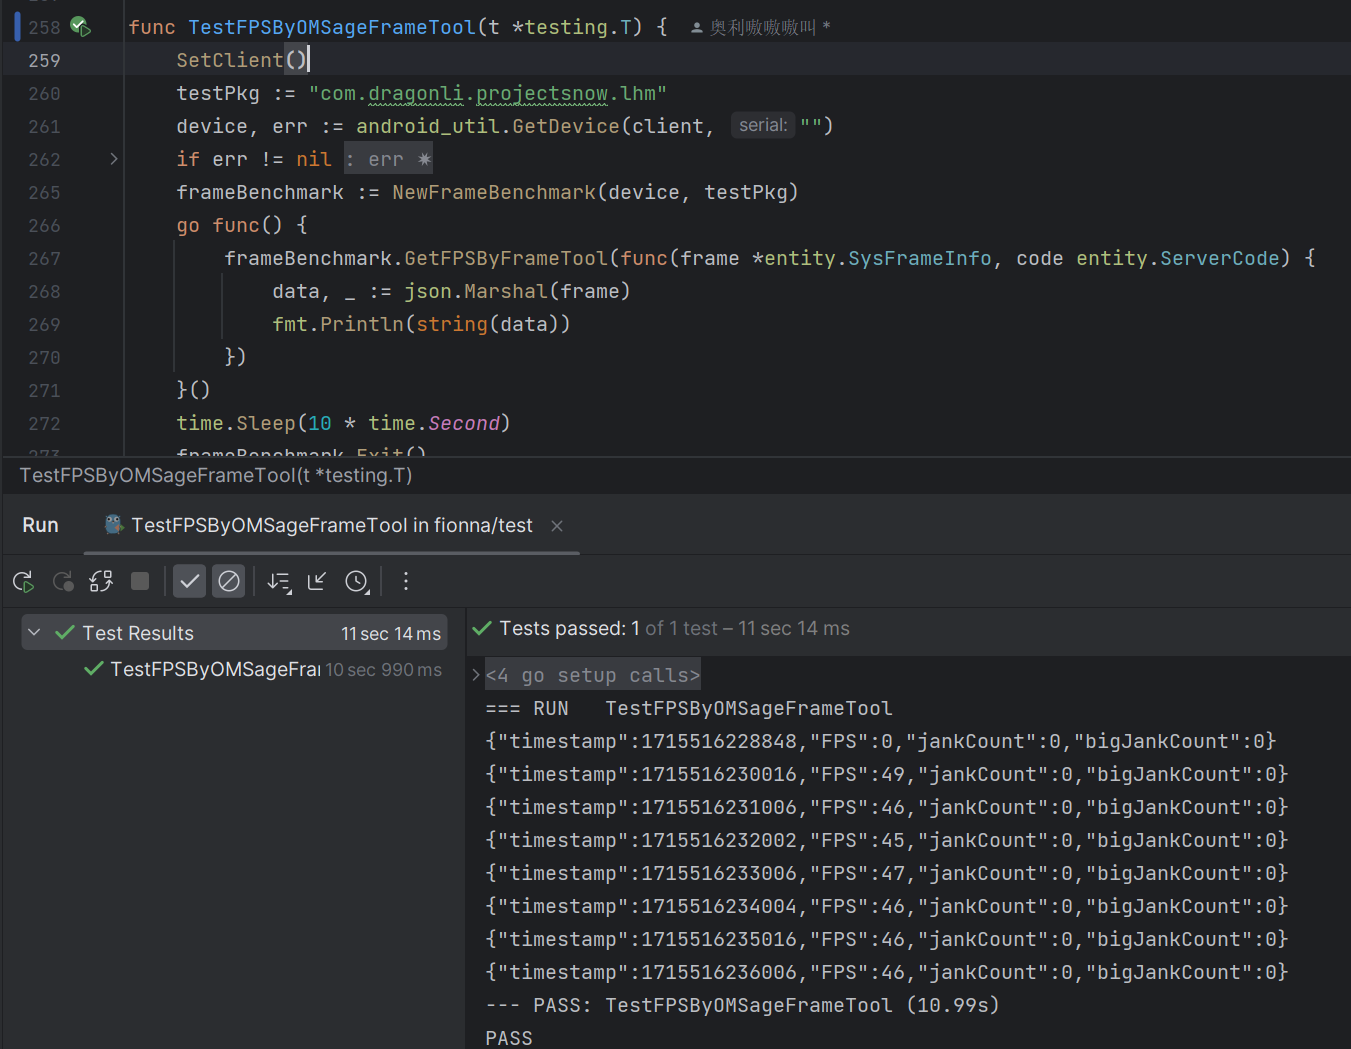 258 func TestFPSByOMSageFrameTool(t *testing.T) { 奥利嗷嗷嗷叫 *
259 SetClient()
260 testPkg := "com.dragonli.projectsnow.lhm"
261 device, err := android_util.GetDevice(client, serial: "")
262 if err != nil : err
265 frameBenchmark := NewFrameBenchmark(device, testPkg)
266 go func() {
267 frameBenchmark.GetFPSByFrameTool(func(frame *entity.SysFrameInfo, code entity.ServerCode) {
268 data, _ := json.Marshal(frame)
269 fmt.Println(string(data))
270 })
271 }()
272 time.Sleep(10 * time.Second)
273 frameBenchmark.Exit()
TestFPSByOMSageFrameTool(t *testing.T)
Run TestFPSByOMSageFrameTool in fionna/test
Test Results 11 sec 14 ms
TestFPSByOMSageFra 10 sec 990 ms
Tests passed: 1 of 1 test – 11 sec 14 ms
<4 go setup calls>
=== RUN TestFPSByOMSageFrameTool
{"timestamp":1715516228848,"FPS":0,"jankCount":0,"bigJankCount":0}
{"timestamp":1715516230016,"FPS":49,"jankCount":0,"bigJankCount":0}
{"timestamp":1715516231006,"FPS":46,"jankCount":0,"bigJankCount":0}
{"timestamp":1715516232002,"FPS":45,"jankCount":0,"bigJankCount":0}
{"timestamp":1715516233006,"FPS":47,"jankCount":0,"bigJankCount":0}
{"timestamp":1715516234004,"FPS":46,"jankCount":0,"bigJankCount":0}
{"timestamp":1715516235016,"FPS":46,"jankCount":0,"bigJankCount":0}
{"timestamp":1715516236006,"FPS":46,"jankCount":0,"bigJankCount":0}
--- PASS: TestFPSByOMSageFrameTool (10.99s)
PASS